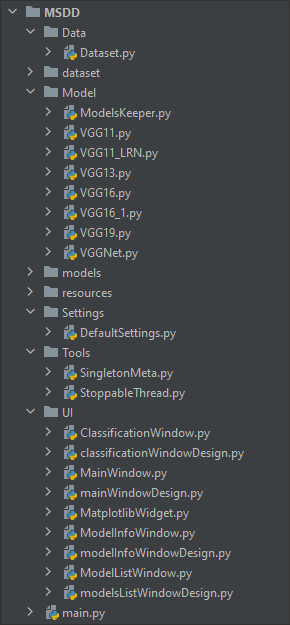 MSDD
Data
Dataset.py
dataset
Model
ModelsKeeper.py
VGG11.py
VGG11_LRN.py
VGG13.py
VGG16.py
VGG16_1.py
VGG19.py
VGGNet.py
models
resources
Settings
DefaultSettings.py
Tools
SingletonMeta.py
StoppableThread.py
UI
ClassificationWindow.py
classificationWindowDesign.py
MainWindow.py
mainWindowDesign.py
MatplotlibWidget.py
ModelInfoWindow.py
modelInfoWindowDesign.py
ModelListWindow.py
modelsListWindowDesign.py
main.py